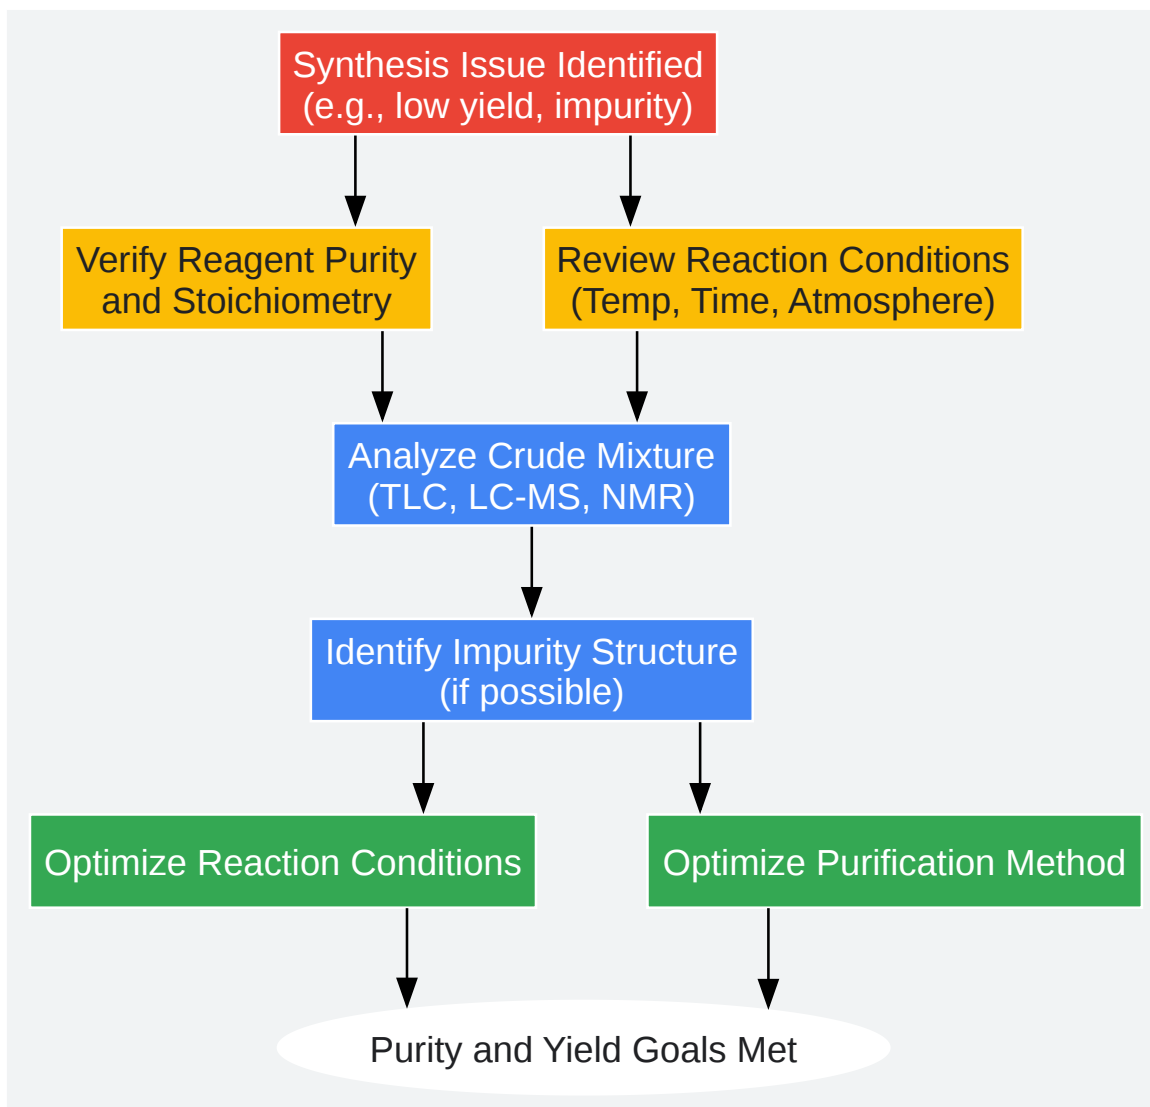 Synthesis Issue Identified
(e.g., low yield, impurity)
Verify Reagent Purity
and Stoichiometry
Review Reaction Conditions
(Temp, Time, Atmosphere)
Analyze Crude Mixture
(TLC, LC-MS, NMR)
Identify Impurity Structure
(if possible)
Optimize Reaction Conditions
Optimize Purification Method
Purity and Yield Goals Met